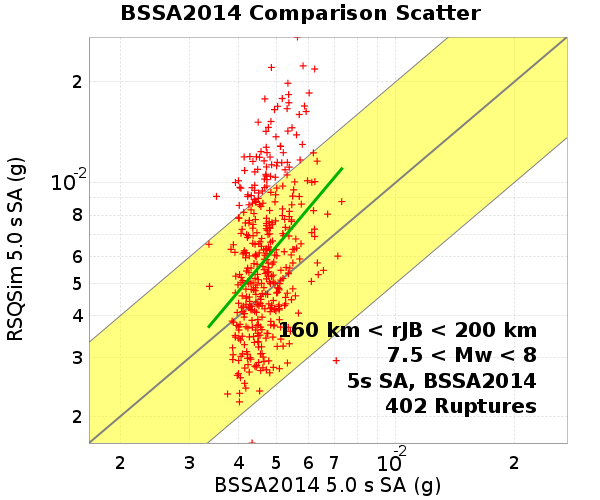 BSSA2014 Comparison Scatter
RSQSim 5.0 s SA (g)
2
10-2
8
6
5
4
3
2
160 km < rJB < 200 km
7.5 < Mw < 8
5s SA, BSSA2014
402 Ruptures
2 3 4 5 6 7 10-2 2
BSSA2014 5.0 s SA (g)